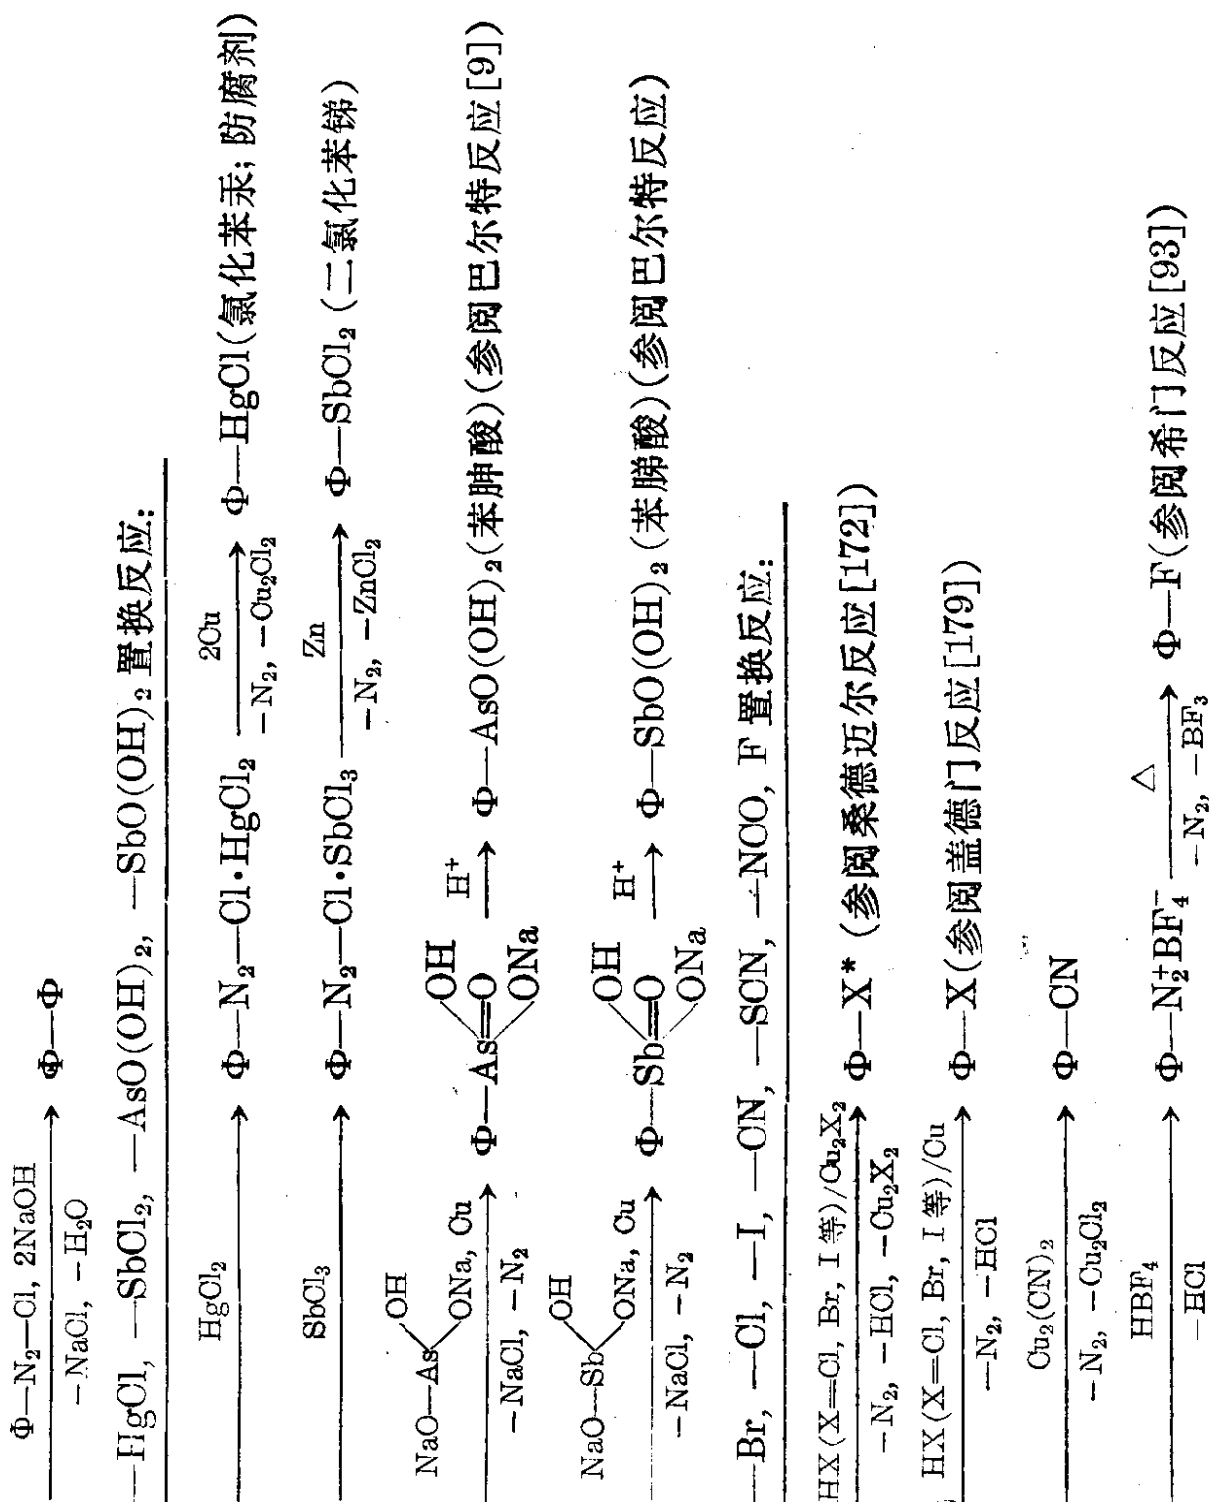 Φ—N₂—Cl, 2NaOH
—NaCl, —H₂O
Φ—Φ
—HgCl, —SbCl₂, —AsO(OH)₂, —SbO(OH)₂ 置换反应:
HgCl₂
Φ—N₂—Cl·HgCl₂
2Cu
—N₂, —Cu₂Cl₂
Φ—HgCl(氯化苯汞; 防腐剂)
SbCl₃
Φ—N₂—Cl·SbCl₃
Zn
—N₂, —ZnCl₂
Φ—SbCl₂ (二氯化苯锑)
OH
NaO—As
ONa, Cu
—NaCl, —N₂
OH
Φ—As=O
ONa
H⁺
Φ—AsO(OH)₂(苯胂酸)(参阅巴尔特反应[9])
OH
NaO—Sb
ONa, Cu
—NaCl, —N₂
OH
Φ—Sb=O
ONa
H⁺
Φ—SbO(OH)₂ (苯䏲酸)(参阅巴尔特反应)
—Br, —Cl, —I, —CN, —SCN, —NCO, F 置换反应:
HX(X=Cl, Br, I 等)/Cu₂X₂
—N₂, —HCl, —Cu₂X₂
Φ—X* (参阅桑德迈尔反应[172])
HX(X=Cl, Br, I 等)/Cu
—N₂, —HCl
Φ—X(参阅盖德门反应[179])
Cu₂(CN)₂
—N₂, —Cu₂Cl₂
Φ—CN
HBF₄
—HCl
Φ—N₂⁺BF₄⁻
△
—N₂, —BF₃
Φ—F(参阅希门反应[93])